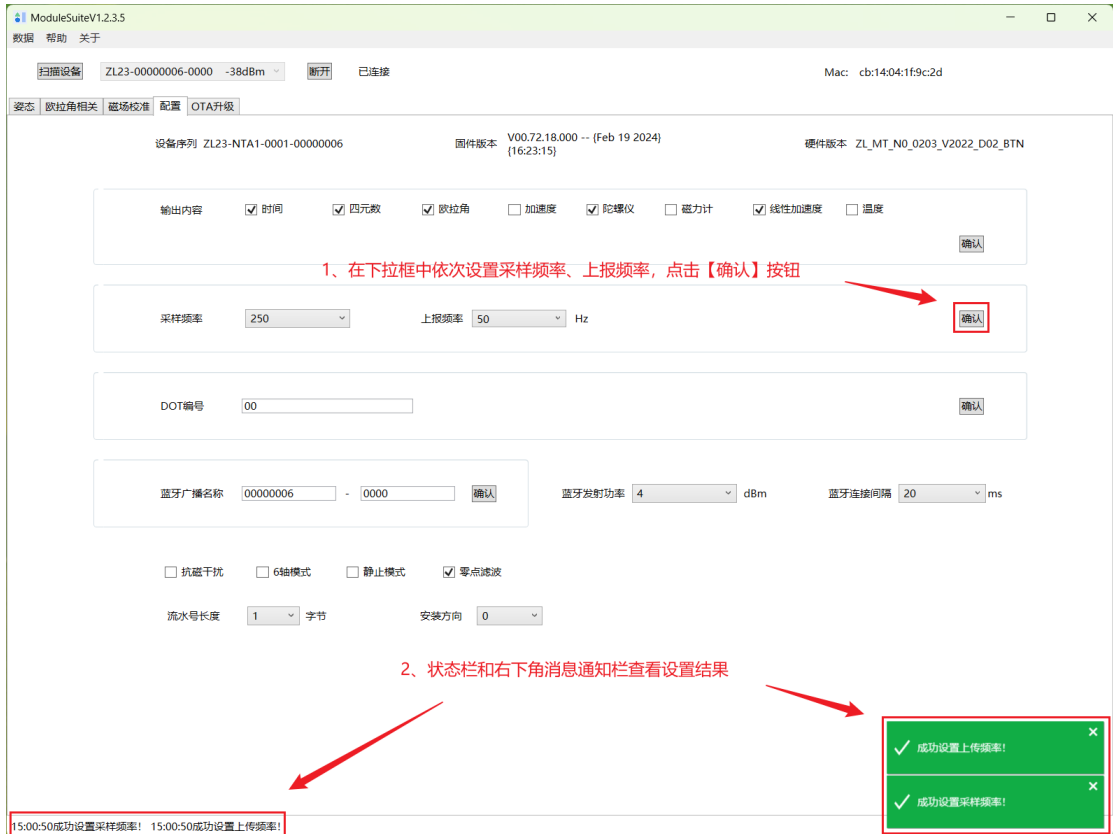 ModuleSuiteV1.2.3.5
数据 帮助 关于
扫描设备 ZL23-00000006-0000 -38dBm 断开 已连接 Mac: cb:14:04:1f:9c:2d
姿态 欧拉角相关 磁场校准 配置 OTA升级
设备序列 ZL23-NTA1-0001-00000006 固件版本 V00.72.18.000 -- {Feb 19 2024} 硬件版本 ZL_MT_N0_0203_V2022_D02_BTN
{16:23:15}
输出内容 时间 四元数 欧拉角 加速度 陀螺仪 磁力计 线性加速度 温度
确认
1、在下拉框中依次设置采样频率、上报频率，点击【确认】按钮
采样频率 250 上报频率 50 Hz 确认
DOT编号 00 确认
蓝牙广播名称 00000006 - 0000 确认 蓝牙发射功率 4 dBm 蓝牙连接间隔 20 ms
抗磁干扰 6轴模式 静止模式 零点滤波
流水号长度 1 字节 安装方向 0
2、状态栏和右下角消息通知栏查看设置结果
成功设置上传频率!
成功设置采样频率!
15:00:50成功设置采样频率! 15:00:50成功设置上传频率!